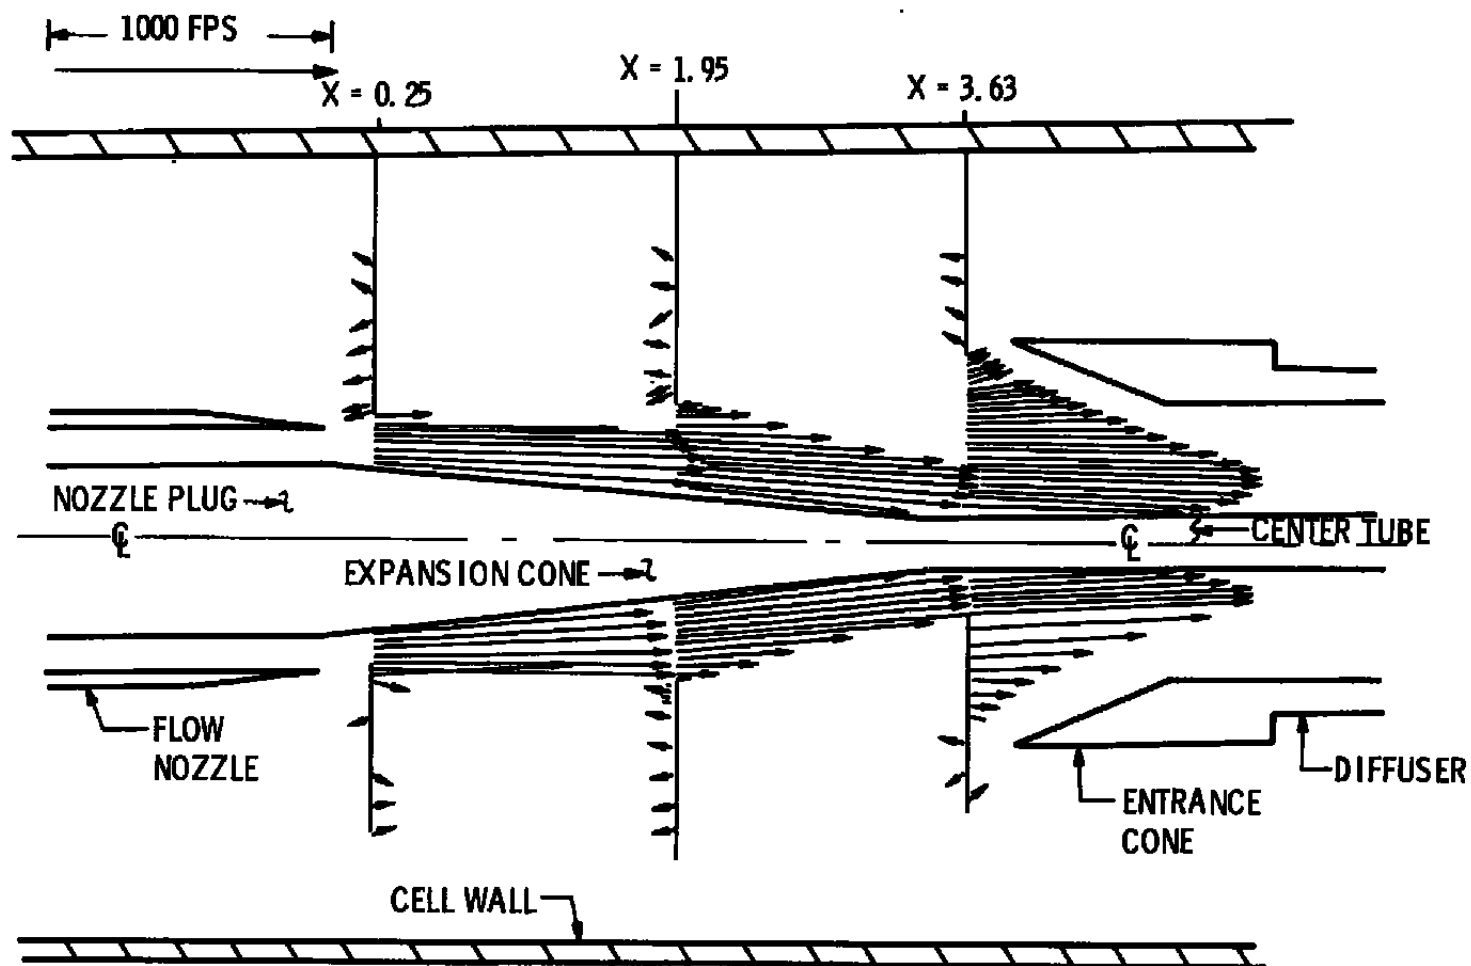 1000 FPS
X = 0.25
X = 1.95
X = 3.63
NOZZLE PLUG
℄
℄
CENTER TUBE
EXPANSION CONE
FLOW
NOZZLE
DIFFUSER
ENTRANCE
CONE
CELL WALL